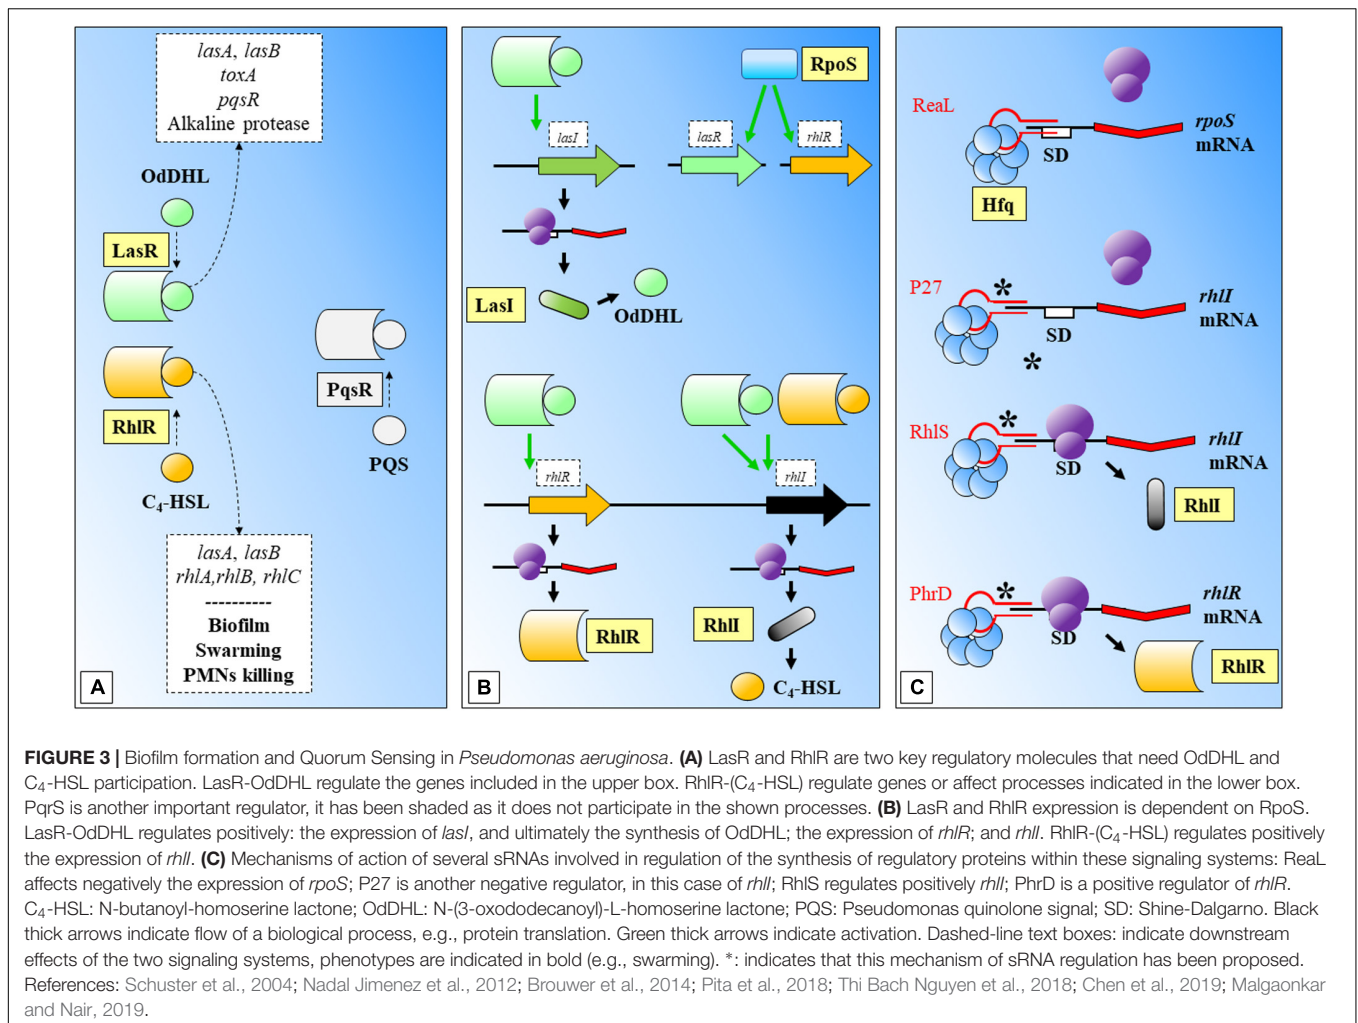 lasA, lasB
toxA
pqsR
Alkaline protease
OdDHL
LasR
RhlR
C4-HSL
PqsR
PQS
lasA, lasB
rhlA,rhlB, rhlC
----------
Biofilm
Swarming
PMNs killing
A
RpoS
lasI
lasR
rhlR
LasI
OdDHL
rhlR
rhlI
RhlR
RhlI
C4-HSL
B
ReaL
SD
rpoS
mRNA
Hfq
P27
*
SD
rhlI
mRNA
*
RhlS
*
SD
rhlI
mRNA
RhlI
PhrD
*
SD
rhlR
mRNA
RhlR
C
FIGURE 3 | Biofilm formation and Quorum Sensing in Pseudomonas aeruginosa. (A) LasR and RhlR are two key regulatory molecules that need OdDHL and
C4-HSL participation. LasR-OdDHL regulate the genes included in the upper box. RhlR-(C4-HSL) regulate genes or affect processes indicated in the lower box.
PqrS is another important regulator, it has been shaded as it does not participate in the shown processes. (B) LasR and RhlR expression is dependent on RpoS.
LasR-OdDHL regulates positively: the expression of lasI, and ultimately the synthesis of OdDHL; the expression of rhlR; and rhlI. RhlR-(C4-HSL) regulates positively
the expression of rhlI. (C) Mechanisms of action of several sRNAs involved in regulation of the synthesis of regulatory proteins within these signaling systems: ReaL
affects negatively the expression of rpoS; P27 is another negative regulator, in this case of rhlI; RhlS regulates positively rhlI; PhrD is a positive regulator of rhlR.
C4-HSL: N-butanoyl-homoserine lactone; OdDHL: N-(3-oxododecanoyl)-L-homoserine lactone; PQS: Pseudomonas quinolone signal; SD: Shine-Dalgarno. Black
thick arrows indicate flow of a biological process, e.g., protein translation. Green thick arrows indicate activation. Dashed-line text boxes: indicate downstream
effects of the two signaling systems, phenotypes are indicated in bold (e.g., swarming). *: indicates that this mechanism of sRNA regulation has been proposed.
References: Schuster et al., 2004; Nadal Jimenez et al., 2012; Brouwer et al., 2014; Pita et al., 2018; Thi Bach Nguyen et al., 2018; Chen et al., 2019; Malgaonkar
and Nair, 2019.